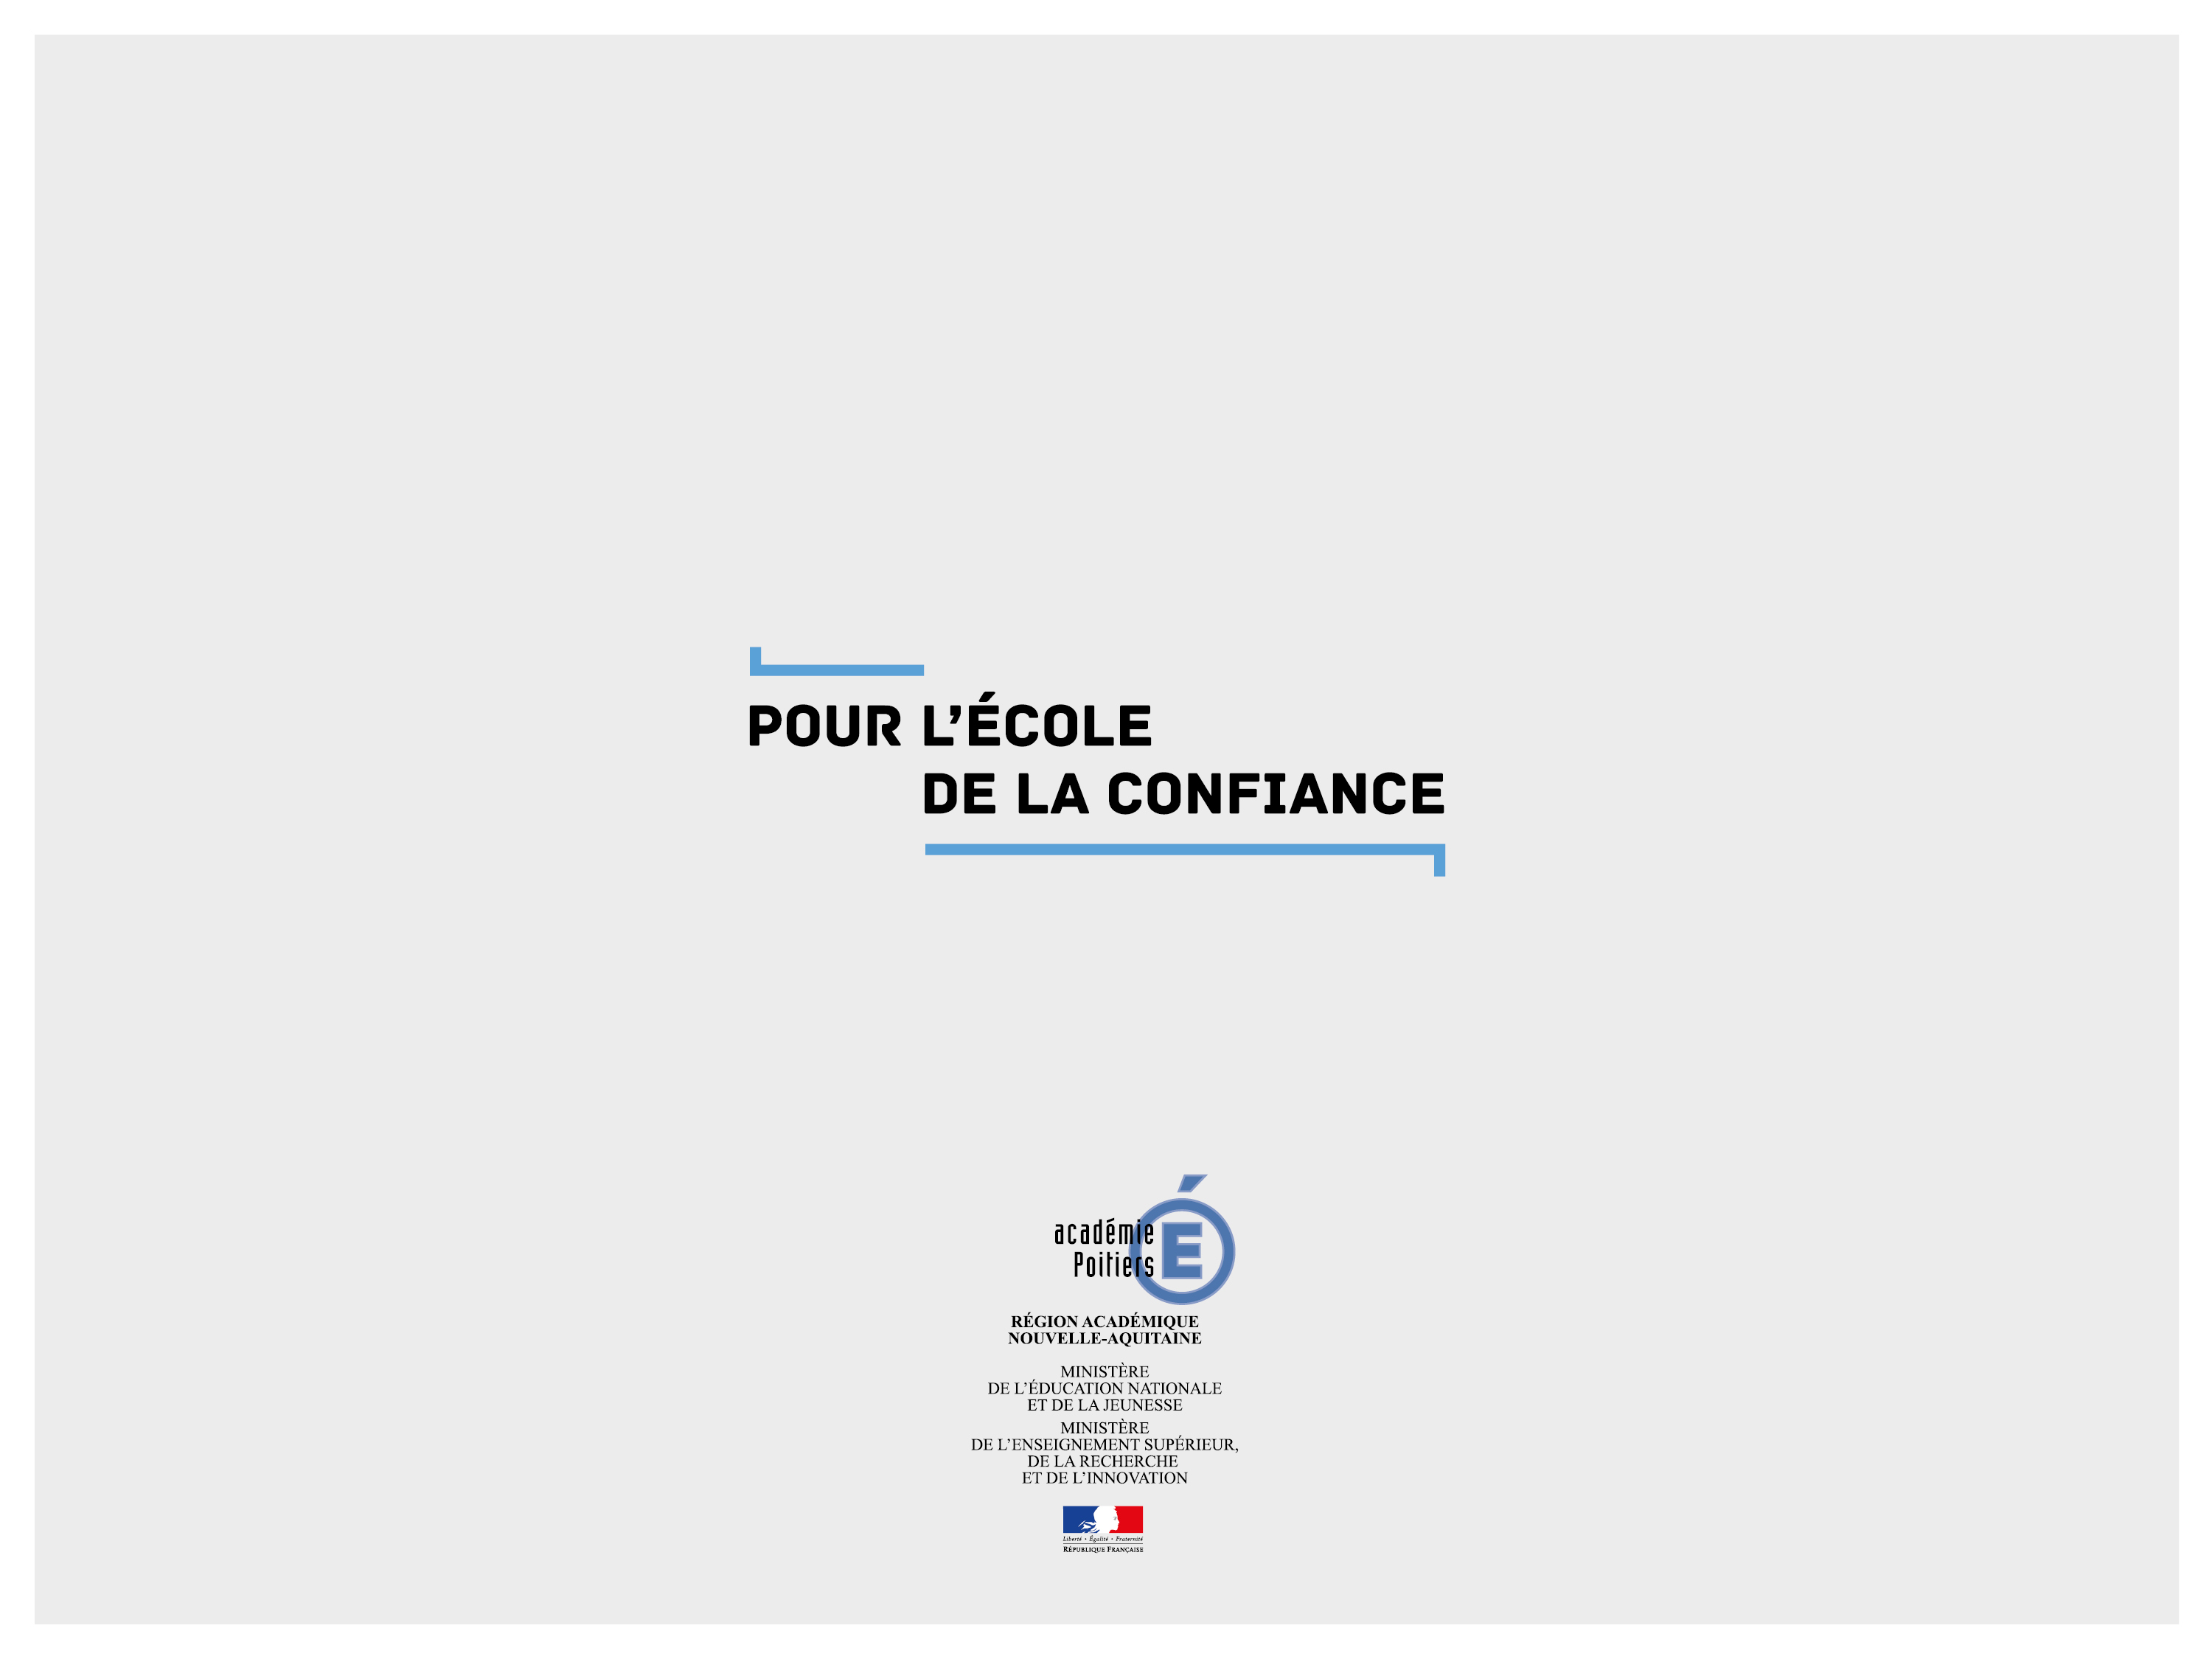 POUR L’ÉCOLE
DE LA CONFIANCE
académie
Poitiers
É
RÉGION ACADÉMIQUE
NOUVELLE-AQUITAINE
MINISTÈRE
DE L’ÉDUCATION NATIONALE
ET DE LA JEUNESSE
MINISTÈRE
DE L’ENSEIGNEMENT SUPÉRIEUR,
DE LA RECHERCHE
ET DE L’INNOVATION
Liberté • Égalité • Fraternité
RÉPUBLIQUE FRANÇAISE